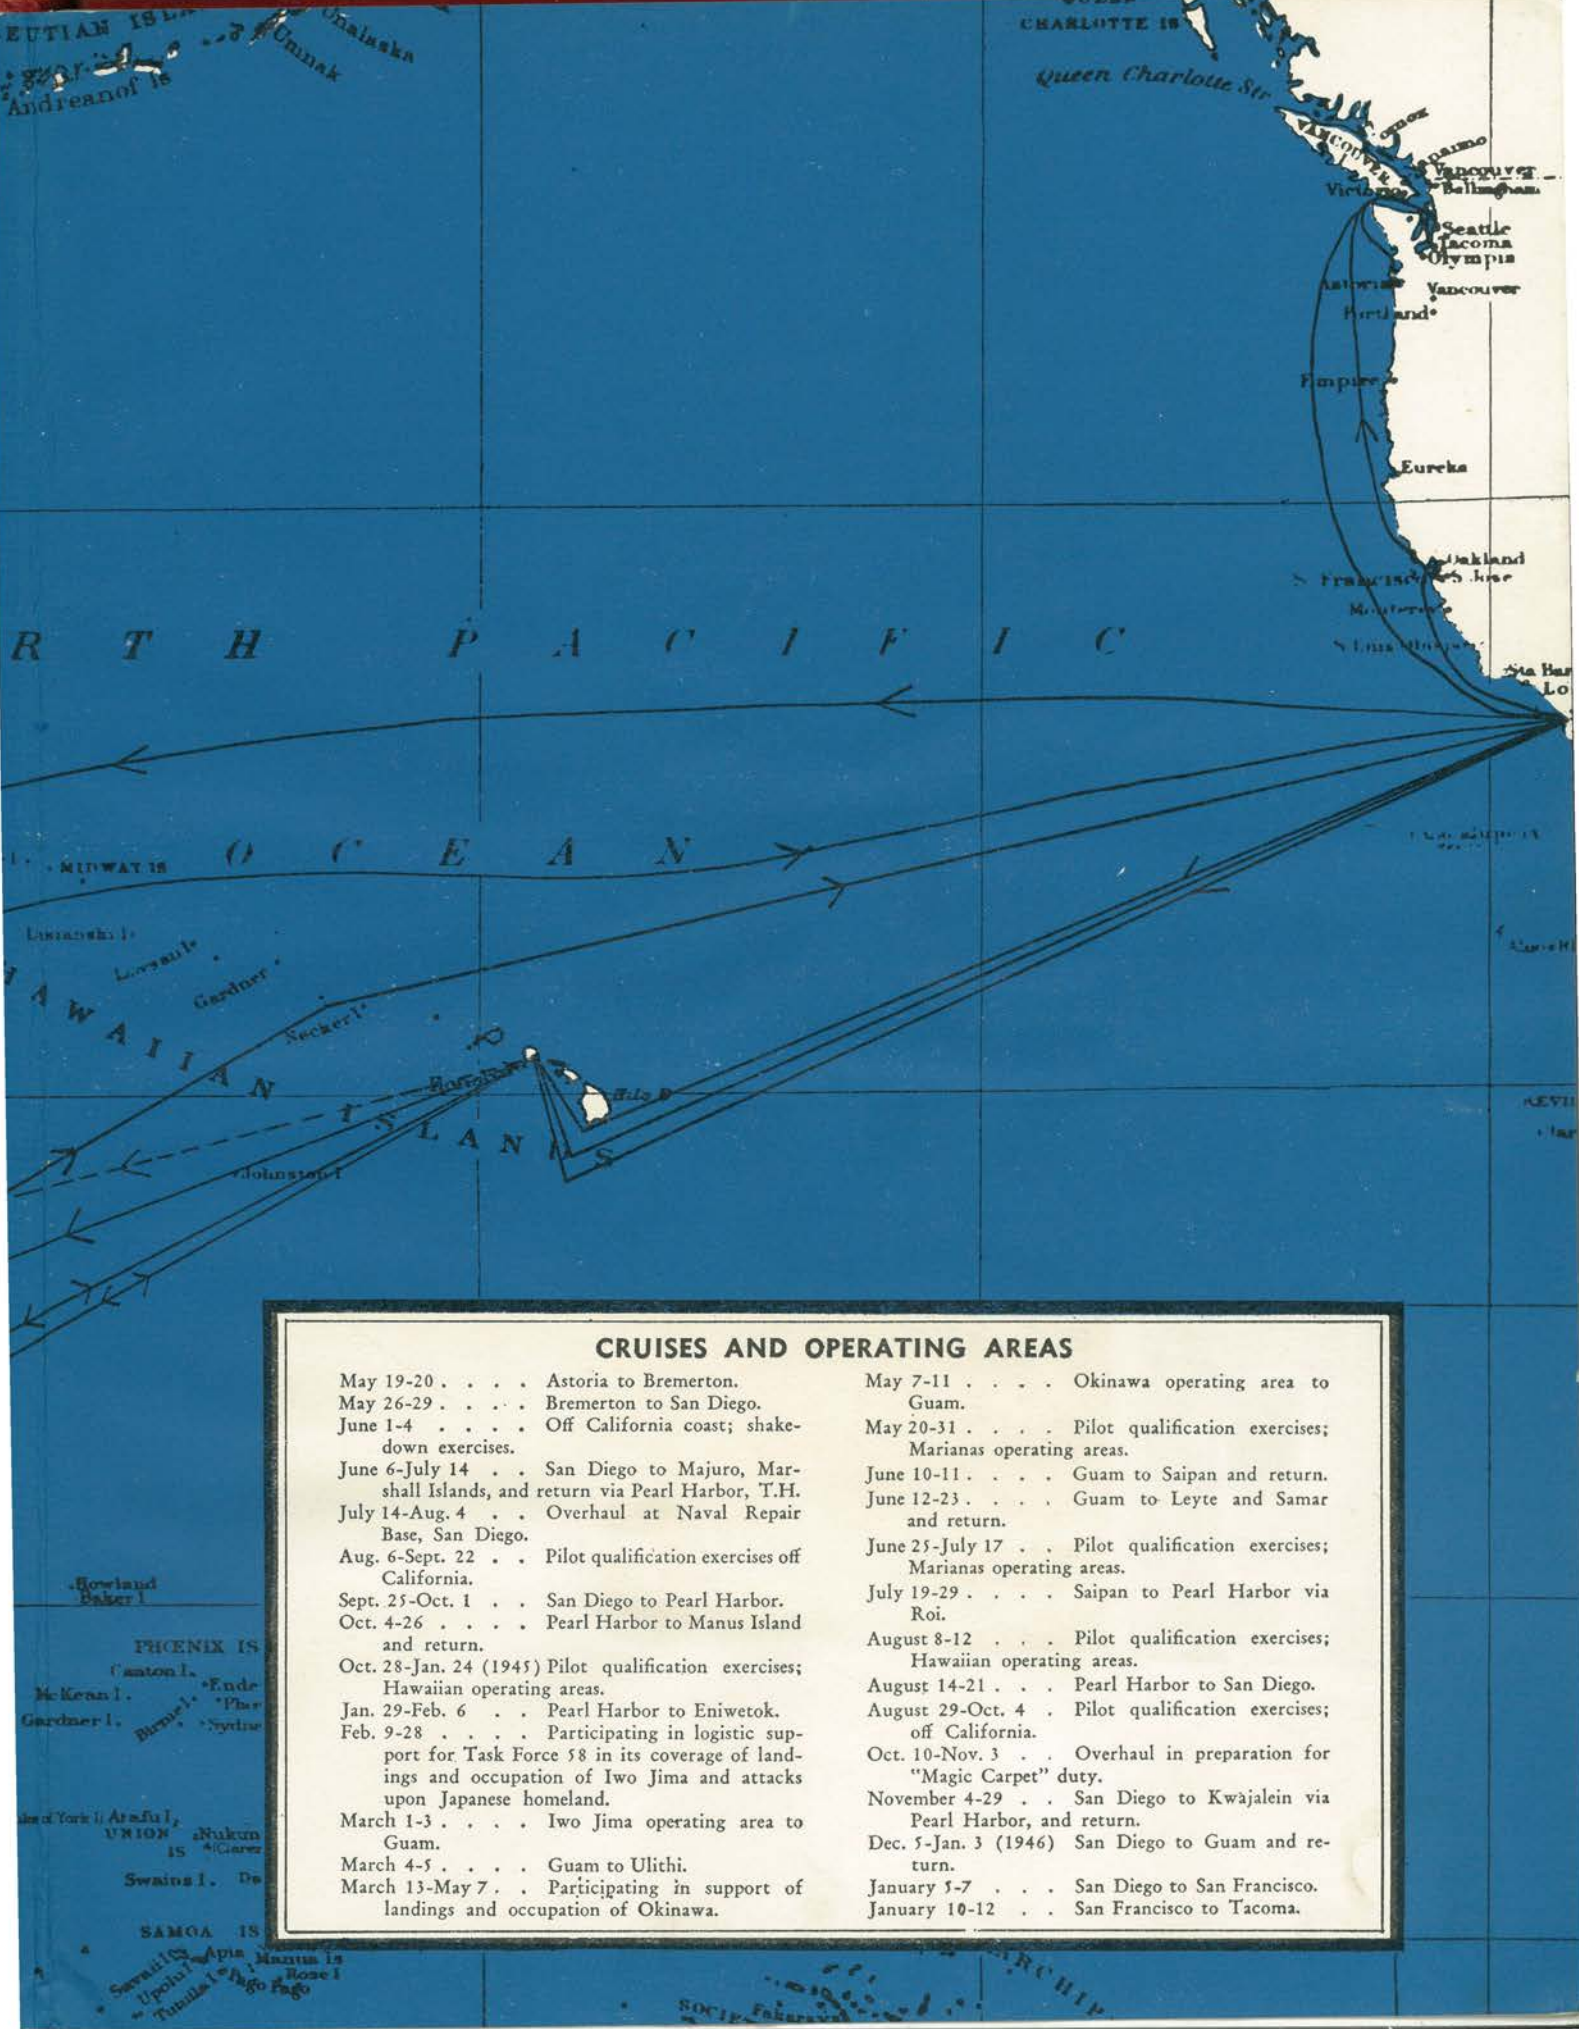 Unalaska
Umnak
Andreanof Is
CHARLOTTE IS
Queen Charlotte Str
VANCOUVER
Vancouver
Bellingham
Seattle
Tacoma
Olympia
Vancouver
Portland
Empire
Eureka
Oakland
S Jose
Sta Bar
Lo
R T H P A C I F I C
O C E A N
MIDWAY IS
Gardner
Necker I
A W A I I A N
I S L A N D S
Johnston I
CRUISES AND OPERATING AREAS
May 19-20 . . . . Astoria to Bremerton.
May 26-29 . . . . Bremerton to San Diego.
June 1-4 . . . . Off California coast; shake-
down exercises.
June 6-July 14 . . San Diego to Majuro, Mar-
shall Islands, and return via Pearl Harbor, T.H.
July 14-Aug. 4 . . Overhaul at Naval Repair
Base, San Diego.
Aug. 6-Sept. 22 . . Pilot qualification exercises off
California.
Sept. 25-Oct. 1 . . San Diego to Pearl Harbor.
Oct. 4-26 . . . . Pearl Harbor to Manus Island
and return.
Oct. 28-Jan. 24 (1945) Pilot qualification exercises;
Hawaiian operating areas.
Jan. 29-Feb. 6 . . Pearl Harbor to Eniwetok.
Feb. 9-28 . . . . Participating in logistic sup-
port for Task Force 58 in its coverage of land-
ings and occupation of Iwo Jima and attacks
upon Japanese homeland.
March 1-3 . . . . Iwo Jima operating area to
Guam.
March 4-5 . . . . Guam to Ulithi.
March 13-May 7 . . Participating in support of
landings and occupation of Okinawa.
May 7-11 . . . . Okinawa operating area to
Guam.
May 20-31 . . . . Pilot qualification exercises;
Marianas operating areas.
June 10-11 . . . . Guam to Saipan and return.
June 12-23 . . . . Guam to Leyte and Samar
and return.
June 25-July 17 . . Pilot qualification exercises;
Marianas operating areas.
July 19-29 . . . . Saipan to Pearl Harbor via
Roi.
August 8-12 . . . Pilot qualification exercises;
Hawaiian operating areas.
August 14-21 . . . Pearl Harbor to San Diego.
August 29-Oct. 4 . Pilot qualification exercises;
off California.
Oct. 10-Nov. 3 . . Overhaul in preparation for
"Magic Carpet" duty.
November 4-29 . . San Diego to Kwajalein via
Pearl Harbor, and return.
Dec. 5-Jan. 3 (1946) San Diego to Guam and re-
turn.
January 5-7 . . . San Diego to San Francisco.
January 10-12 . . San Francisco to Tacoma.
Howland
Baker I
PHŒNIX IS
Canton I.
McKean I.
Gardner I.
Birnie I.
UNION
IS
Swains I.
SAMOA IS
Savaii I
Apia
Manua Is
Upolu I
Rose I
Tutuila I
Pago Pago
ARCHIP